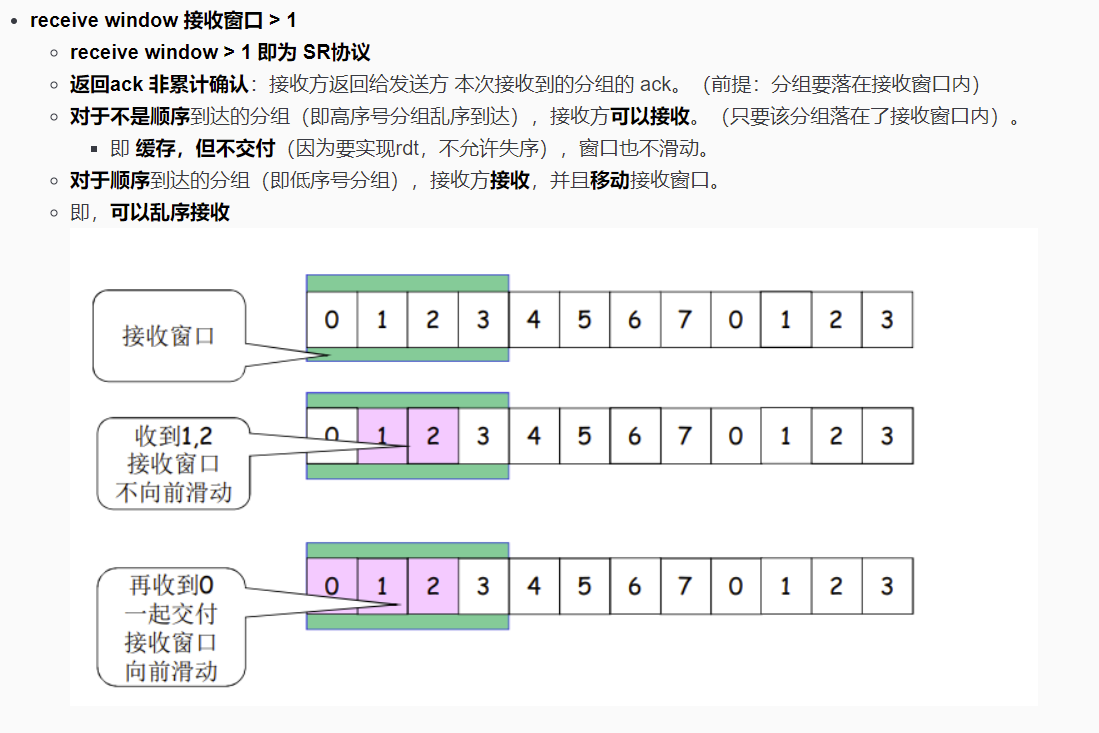 receive window 接收窗口 > 1
receive window > 1 即为 SR协议
返回ack 非累计确认：接收方返回给发送方 本次接收到的分组的 ack。（前提：分组要落在接收窗口内）
对于不是顺序到达的分组（即高序号分组乱序到达），接收方可以接收。（只要该分组落在了接收窗口内）。
即 缓存，但不交付（因为要实现rdt，不允许失序），窗口也不滑动。
对于顺序到达的分组（即低序号分组），接收方接收，并且移动接收窗口。
即，可以乱序接收
接收窗口
0 1 2 3 4 5 6 7 0 1 2 3
收到1,2
接收窗口
不向前滑动
0 1 2 3 4 5 6 7 0 1 2 3
再收到0
一起交付
接收窗口
向前滑动
0 1 2 3 4 5 6 7 0 1 2 3